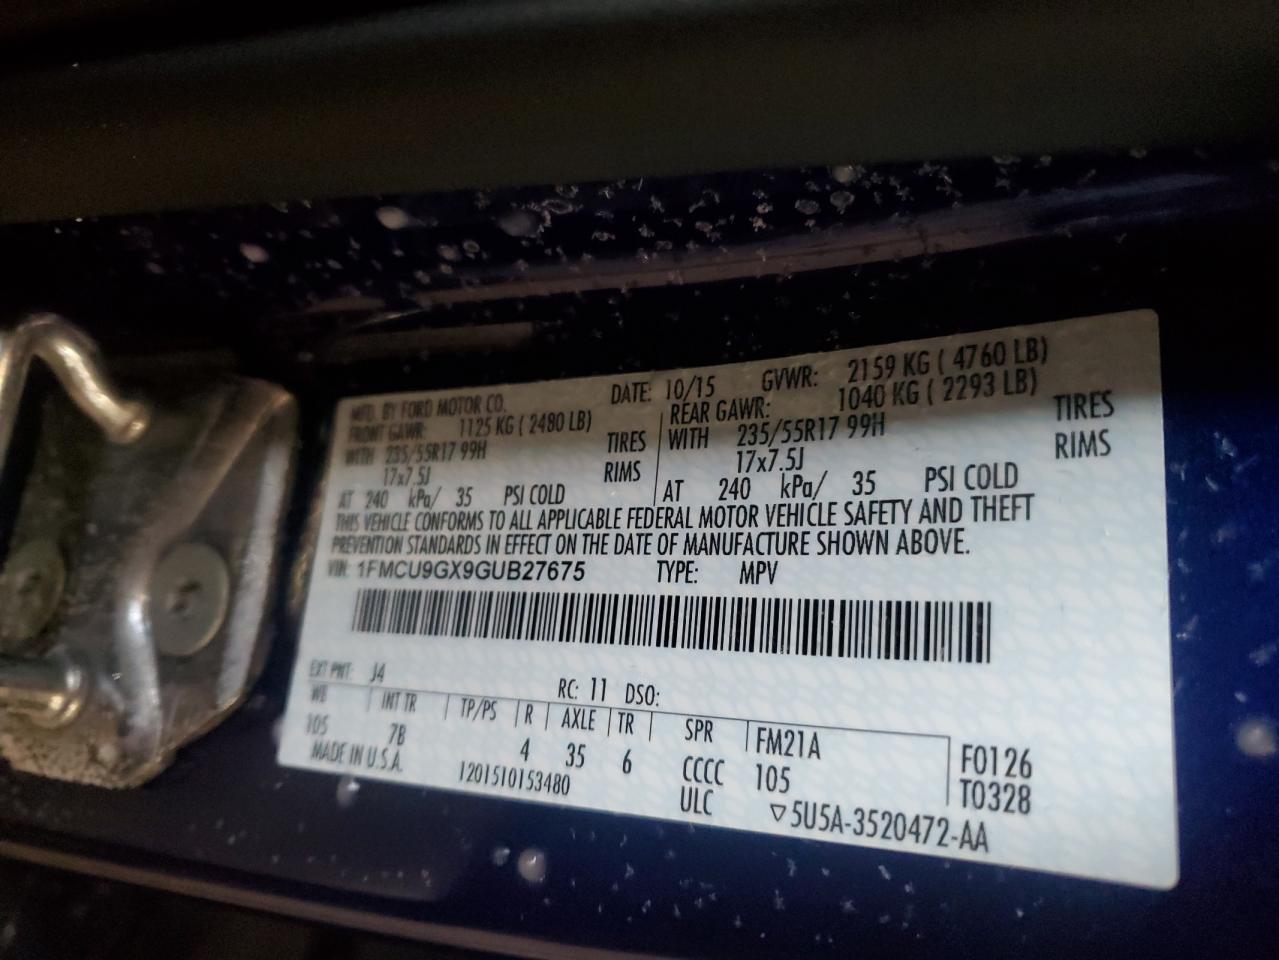 MFD. BY FORD MOTOR CO. DATE: 10/15 GVWR: 2159 KG ( 4760 LB)
FRONT GAWR: 1125 KG ( 2480 LB) REAR GAWR: 1040 KG ( 2293 LB)
WITH 235/55R17 99H TIRES WITH 235/55R17 99H TIRES
17x7.5J RIMS 17x7.5J RIMS
AT 240 kPa/ 35 PSI COLD AT 240 kPa/ 35 PSI COLD
THIS VEHICLE CONFORMS TO ALL APPLICABLE FEDERAL MOTOR VEHICLE SAFETY AND THEFT
PREVENTION STANDARDS IN EFFECT ON THE DATE OF MANUFACTURE SHOWN ABOVE.
VIN: 1FMCU9GX9GUB27675 TYPE: MPV
EXT PNT: J4 RC: 11 DSO:
WB INT TR TP/PS R AXLE TR SPR FM21A F0126
105 7B 4 35 6 CCCC 105 T0328
MADE IN U.S.A. 1201510153480 ULC ▽5U5A-3520472-AA